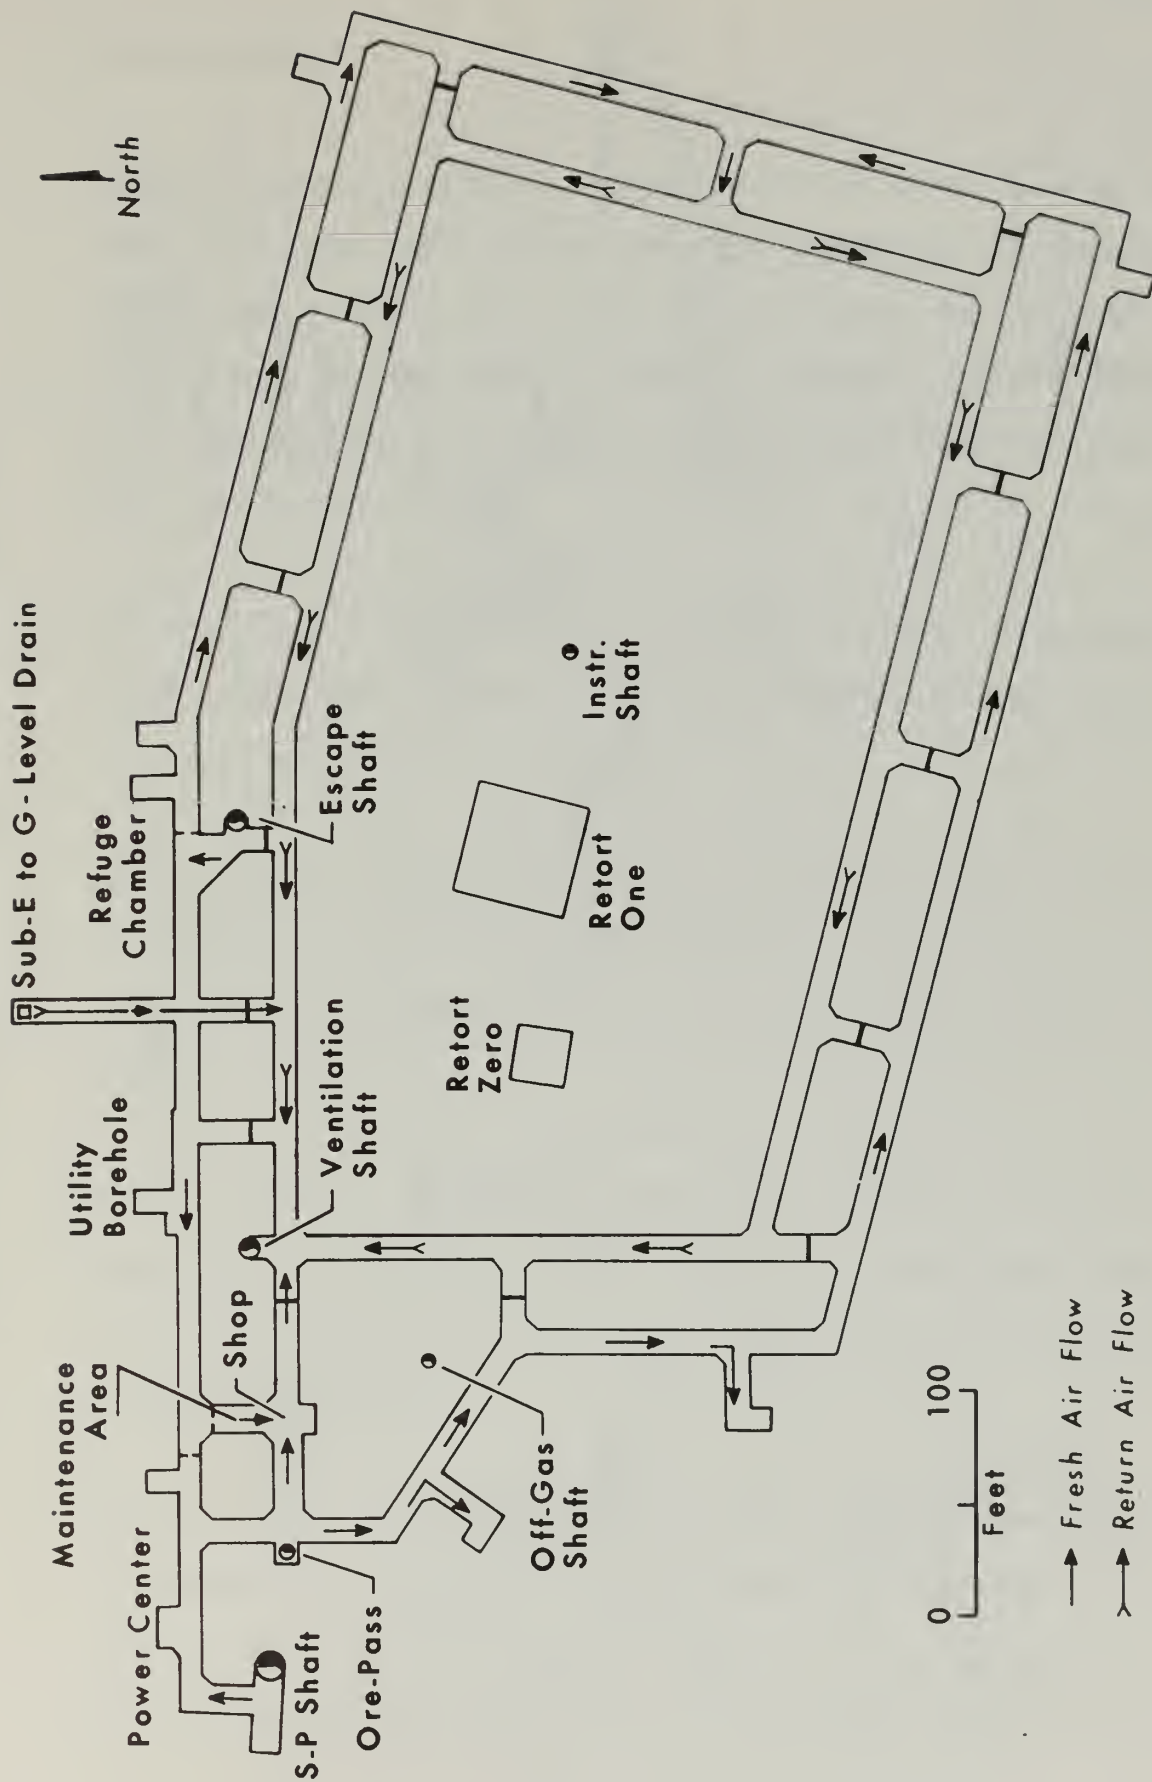 Sub-E to G-Level Drain
North
Refuge
Chamber
Escape
Shaft
Utility
Borehole
Ventilation
Shaft
Instr.
Shaft
Retort
One
Retort
Zero
Maintenance
Area
Shop
Power Center
S-P Shaft
Ore-Pass
Off-Gas
Shaft
0
100
Feet
Fresh Air Flow
Return Air Flow